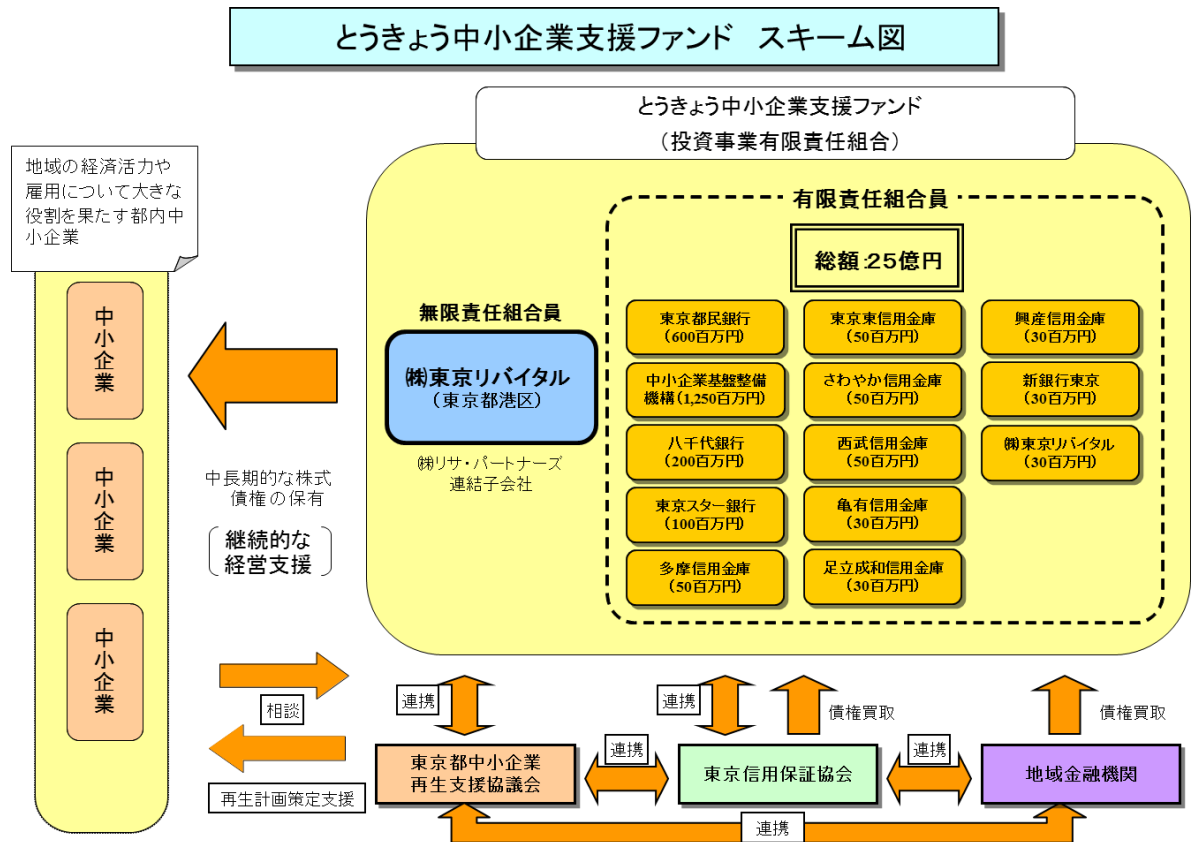 とうきょう中小企業支援ファンド　スキーム図
とうきょう中小企業支援ファンド
（投資事業有限責任組合）
地域の経済活力や
雇用について大きな
役割を果たす都内中
小企業
中小企業
中小企業
中小企業
中長期的な株式
債権の保有
継続的な
経営支援
無限責任組合員
㈱東京リバイタル
（東京都港区）
㈱リサ・パートナーズ
連結子会社
有限責任組合員
総額:25億円
東京都民銀行
（600百万円）
中小企業基盤整備
機構（1,250百万円）
八千代銀行
（200百万円）
東京スター銀行
（100百万円）
多摩信用金庫
（50百万円）
東京東信用金庫
（50百万円）
さわやか信用金庫
（50百万円）
西武信用金庫
（50百万円）
亀有信用金庫
（30百万円）
足立成和信用金庫
（30百万円）
興産信用金庫
（30百万円）
新銀行東京
（30百万円）
㈱東京リバイタル
（30百万円）
相談
再生計画策定支援
連携
連携
債権買取
債権買取
東京都中小企業
再生支援協議会
連携
東京信用保証協会
連携
地域金融機関
連携